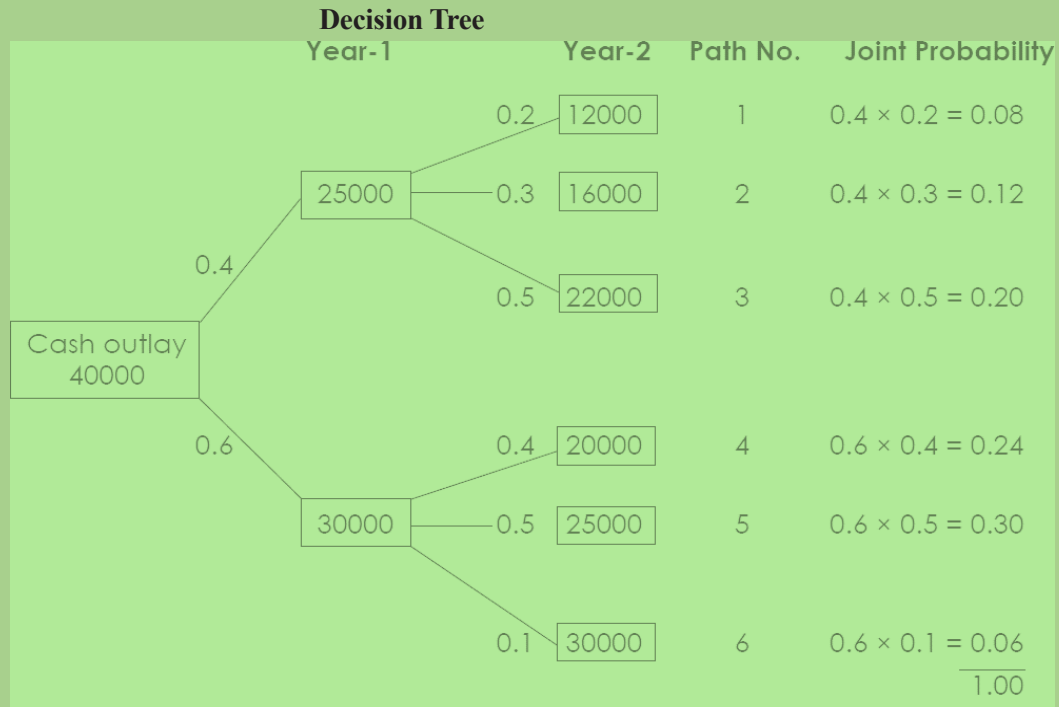 Decision Tree
Year-1 Year-2 Path No. Joint Probability
0.2 12000 1 0.4 × 0.2 = 0.08
25000 0.3 16000 2 0.4 × 0.3 = 0.12
0.4
0.5 22000 3 0.4 × 0.5 = 0.20
Cash outlay
40000
0.6 0.4 20000 4 0.6 × 0.4 = 0.24
30000 0.5 25000 5 0.6 × 0.5 = 0.30
0.1 30000 6 0.6 × 0.1 = 0.06
1.00